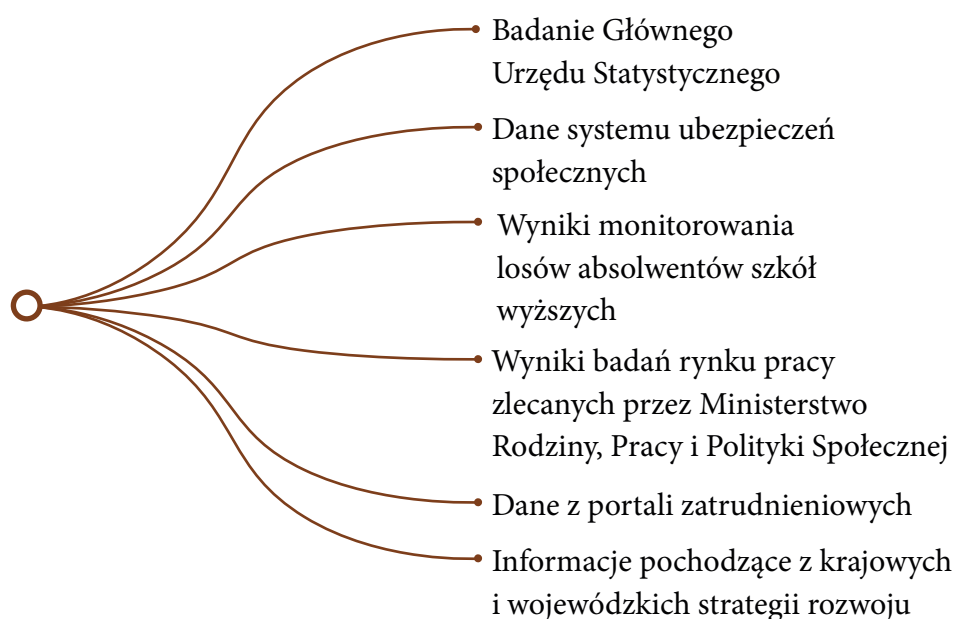 Badanie Głównego
Urzędu Statystycznego
Dane systemu ubezpieczeń
społecznych
Wyniki monitorowania
losów absolwentów szkół
wyższych
Wyniki badań rynku pracy
zlecanych przez Ministerstwo
Rodziny, Pracy i Polityki Społecznej
Dane z portali zatrudnieniowych
Informacje pochodzące z krajowych
i wojewódzkich strategii rozwoju